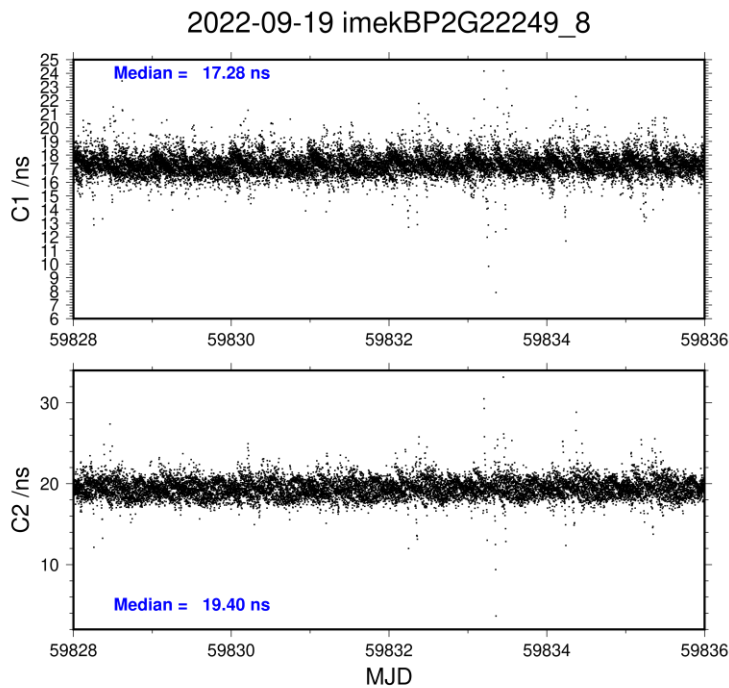 2022-09-19 imekBP2G22249_8
25
24
23
22
21
20
19
18
17
16
15
14
13
12
11
10
9
8
7
6
C1 /ns
Median = 17.28 ns
59828 59830 59832 59834 59836
30
20
10
C2 /ns
Median = 19.40 ns
59828 59830 59832 59834 59836
MJD